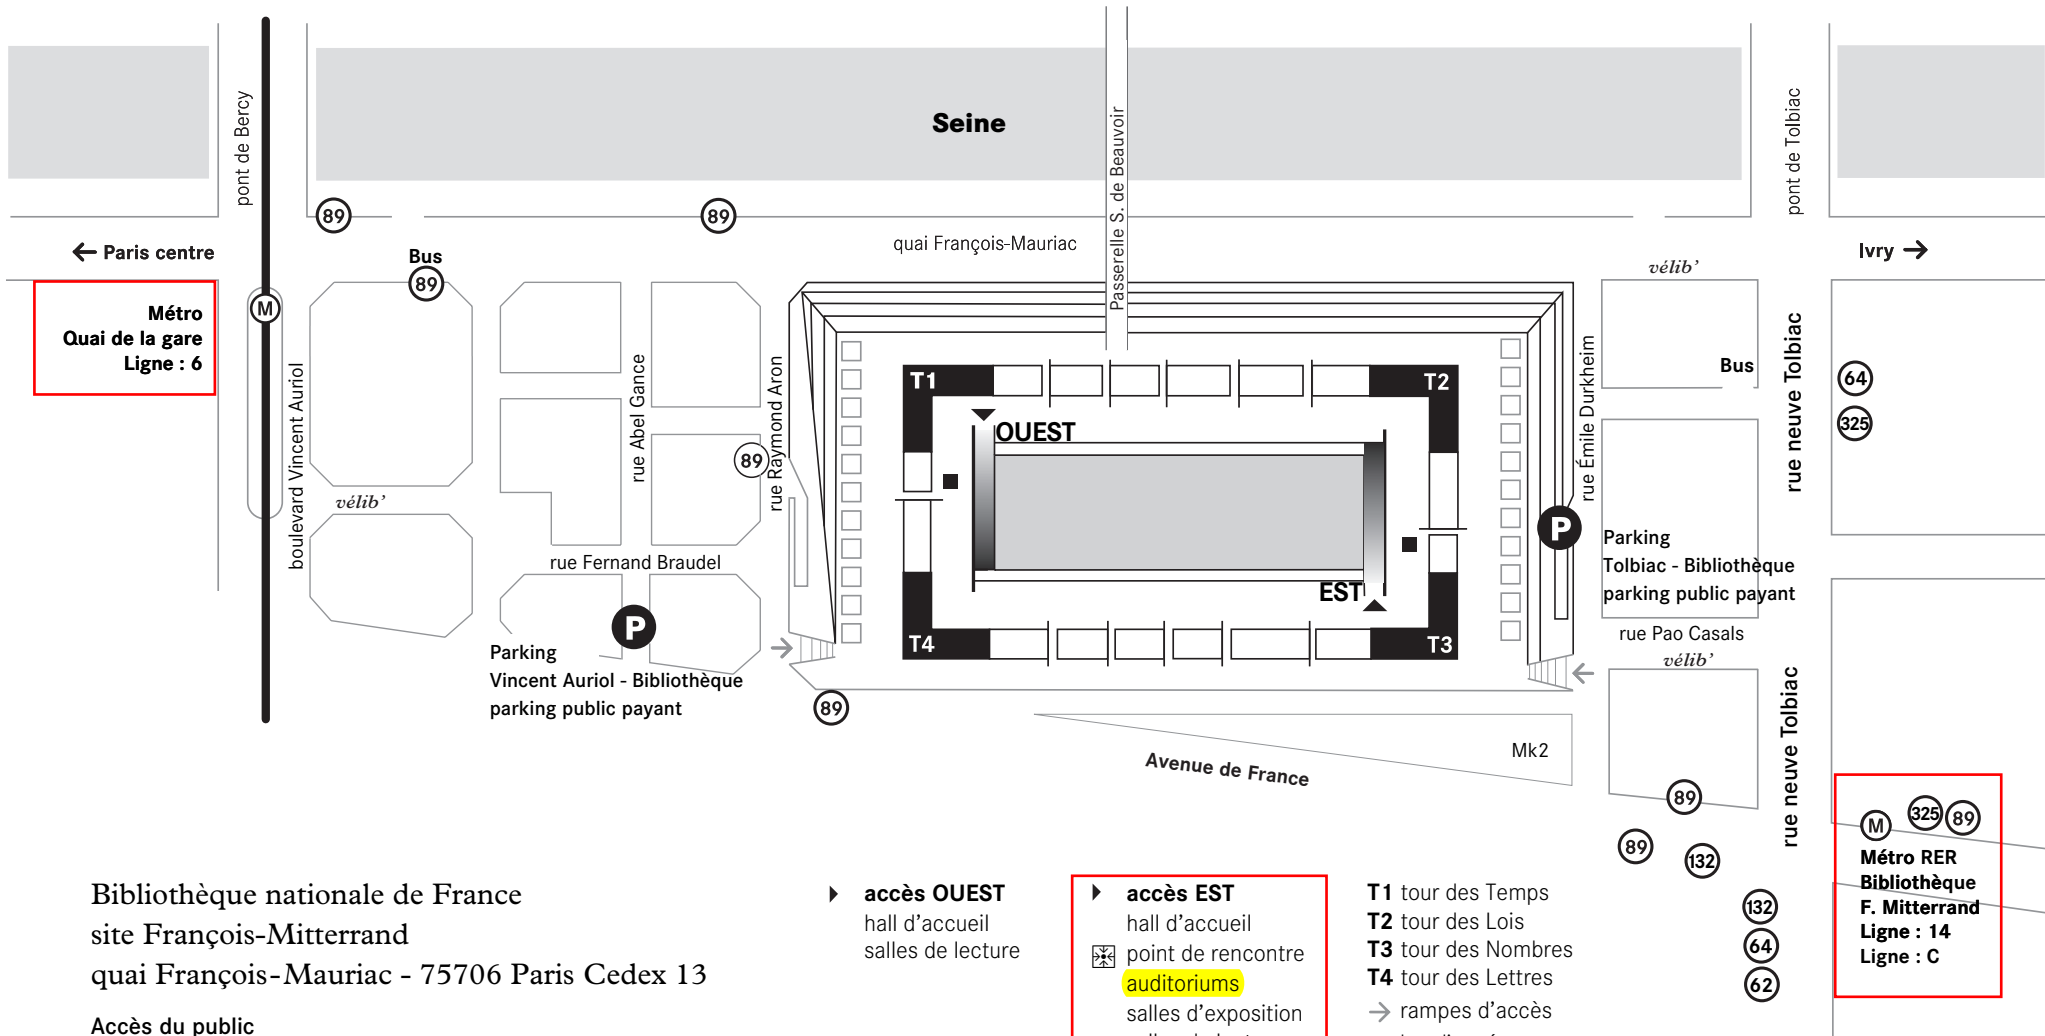 Seine
pont de Bercy
Passerelle S. de Beauvoir
pont de Tolbiac
89
89
← Paris centre
quai François-Mauriac
Ivry →
Bus
89
vélib'
Métro
Quai de la gare
Ligne : 6
M
boulevard Vincent Auriol
rue Abel Gance
rue Raymond Aron
rue Émile Durkheim
Bus
rue neuve Tolbiac
64
325
T1
T2
OUEST
89
vélib'
P
Parking
Tolbiac - Bibliothèque
parking public payant
rue Fernand Braudel
EST
P
T4
T3
rue Pao Casals
vélib'
Parking
Vincent Auriol - Bibliothèque
parking public payant
89
Mk2
Avenue de France
rue neuve Tolbiac
89
89
132
M
325
89
Métro RER
Bibliothèque
F. Mitterrand
Ligne : 14
Ligne : C
132
64
62
Bibliothèque nationale de France
site François-Mitterrand
quai François-Mauriac - 75706 Paris Cedex 13
Accès du public
accès OUEST
hall d'accueil
salles de lecture
accès EST
hall d'accueil
point de rencontre
auditoriums
salles d'exposition
T1 tour des Temps
T2 tour des Lois
T3 tour des Nombres
T4 tour des Lettres
→ rampes d'accès